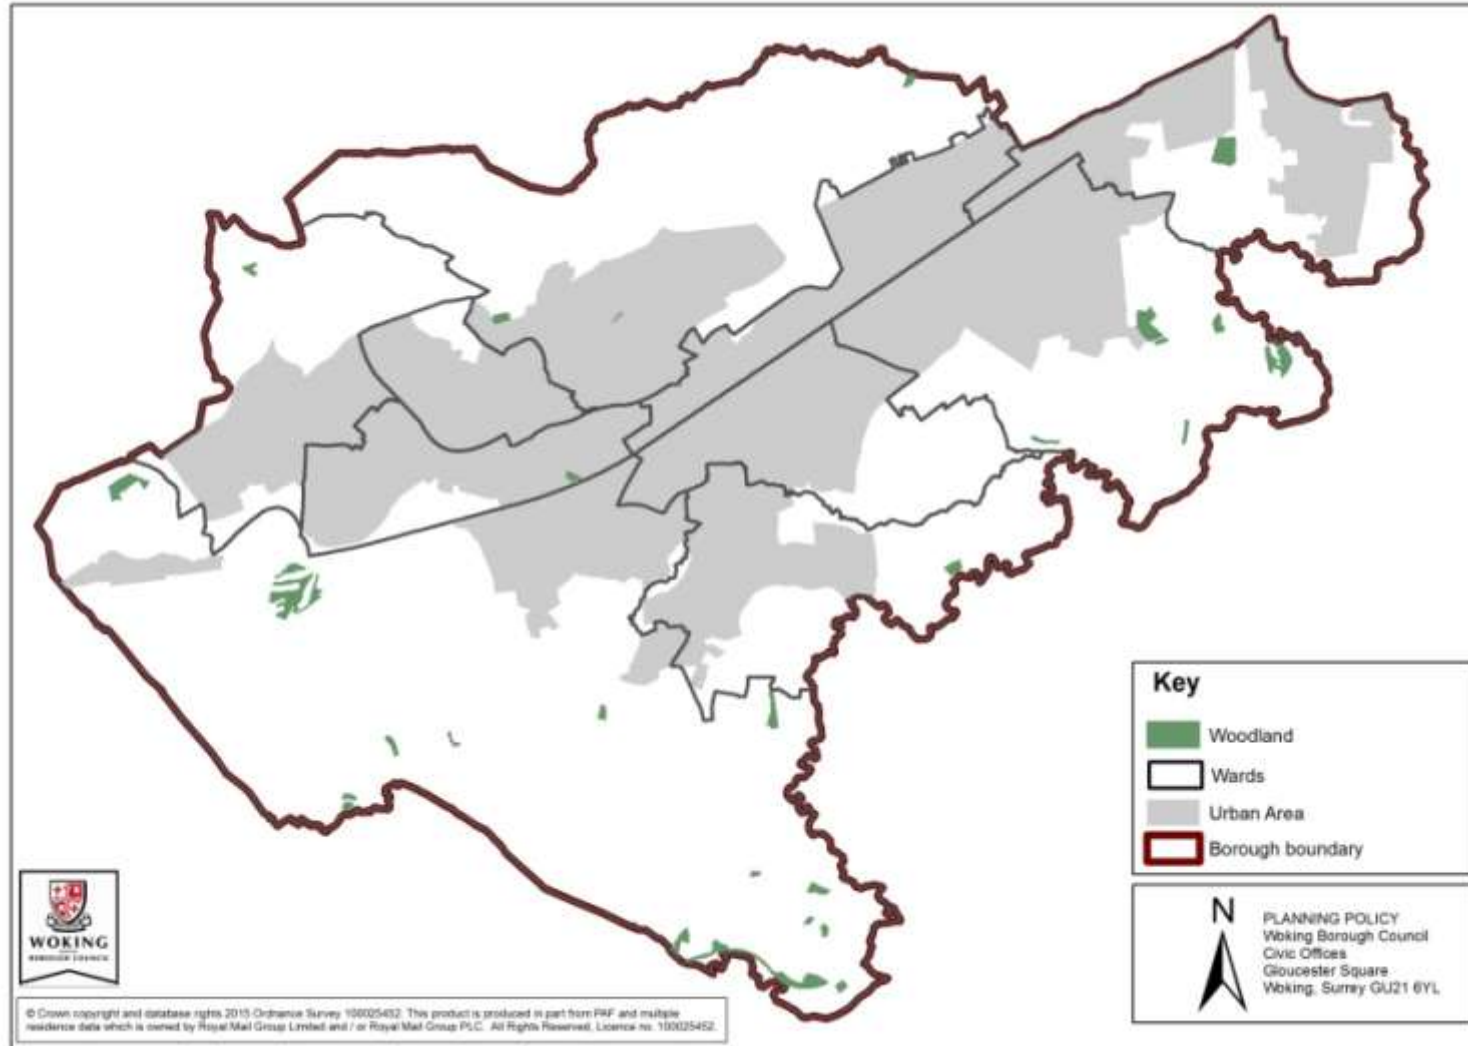 Key
Woodland
Wards
Urban Area
Borough boundary
N
PLANNING POLICY
Woking Borough Council
Civic Offices
Gloucester Square
Woking, Surrey GU21 6YL
WOKING
BOROUGH COUNCIL
© Crown copyright and database rights 2015 Ordnance Survey 100025452. This product is produced in part from PAF and multiple
residence data which is owned by Royal Mail Group Limited and / or Royal Mail Group PLC. All Rights Reserved, Licence no. 100025452.